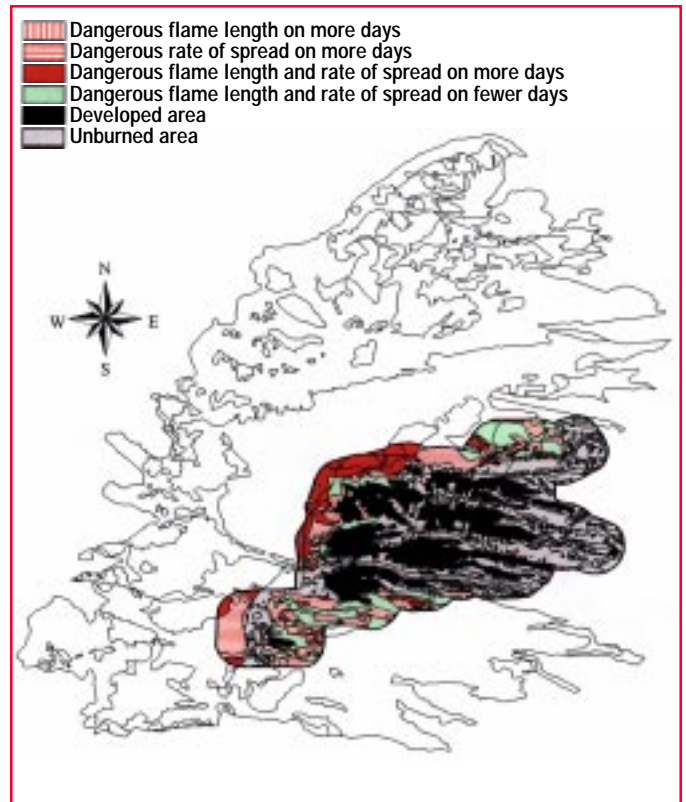 Dangerous flame length on more days
Dangerous rate of spread on more days
Dangerous flame length and rate of spread on more days
Dangerous flame length and rate of spread on fewer days
Developed area
Unburned area
N
W E
S